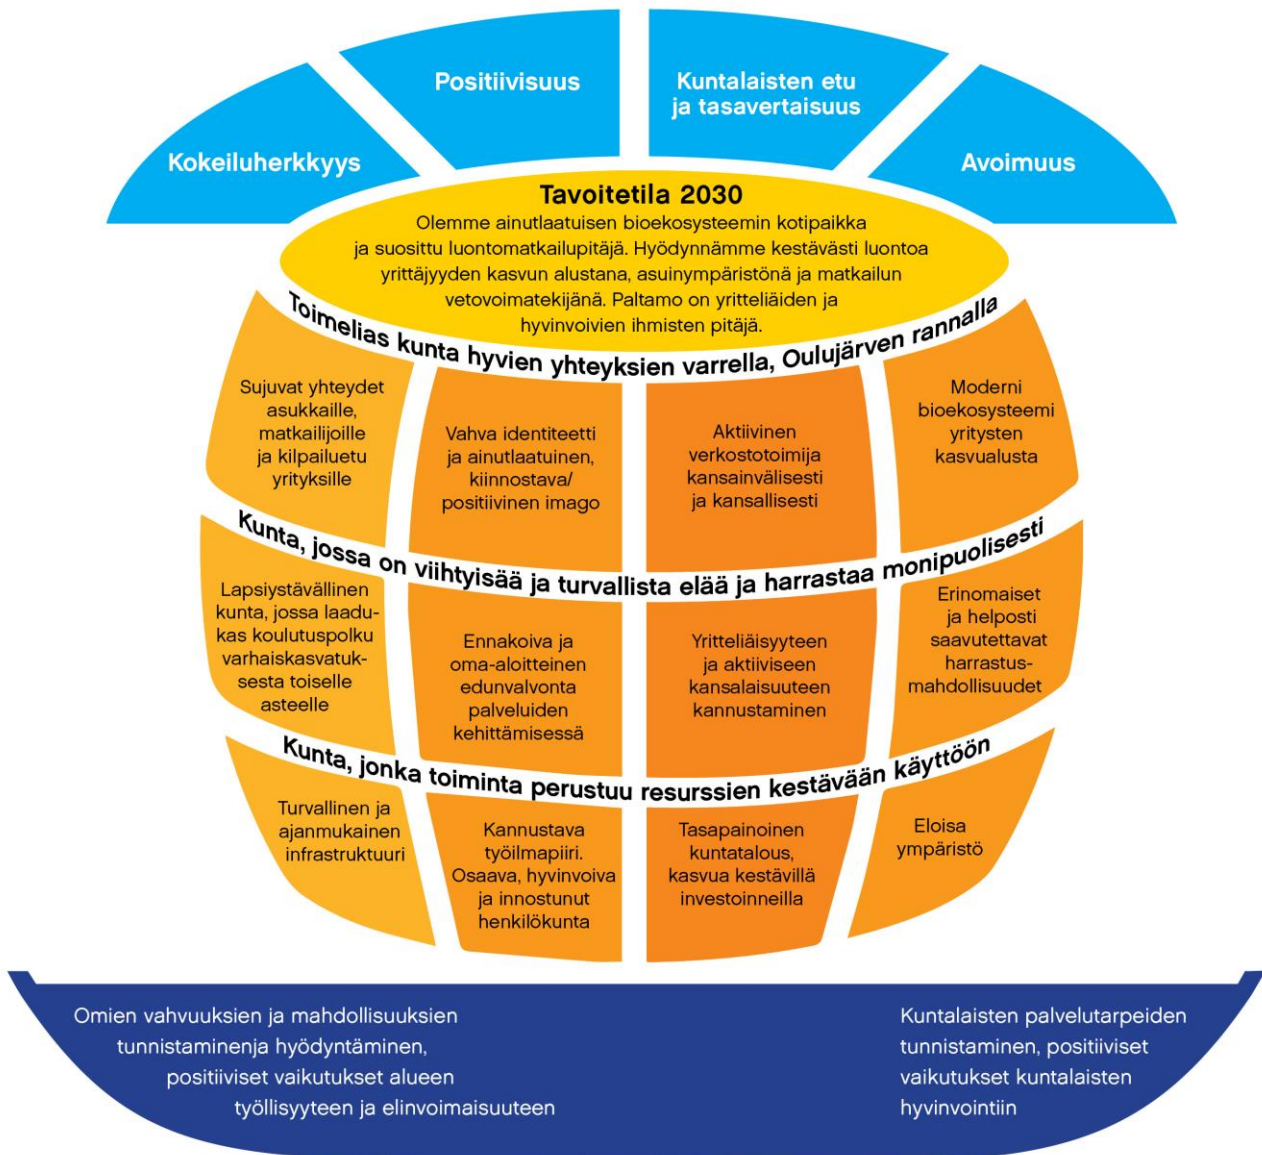 Kokeiluherkkyys
Positiivisuus
Kuntalaisten etu
ja tasavertaisuus
Avoimuus
Tavoitetila 2030
Olemme ainutlaatuisen bioekosysteemin kotipaikka
ja suosittu luontomatkailupitäjä. Hyödynnämme kestävästi luontoa
yrittäjyyden kasvun alustana, asuinympäristönä ja matkailun
vetovoimatekijänä. Paltamo on yritteliäiden ja
hyvinvoivien ihmisten pitäjä.
Toimelias kunta hyvien yhteyksien varrella, Oulujärven rannalla
Sujuvat yhteydet
asukkaille,
matkailijoille
ja kilpailuetu
yrityksille
Vahva identiteetti
ja ainutlaatuinen,
kiinnostava/
positiivinen imago
Aktiivinen
verkostotoimija
kansainvälisesti
ja kansallisesti
Moderni
bioekosysteemi
yritysten
kasvualusta
Kunta, jossa on viihtyisää ja turvallista elää ja harrastaa monipuolisesti
Lapsiystävällinen
kunta, jossa laadu-
kas koulutuspolku
varhaiskasvatuk-
sesta toiselle
asteelle
Ennakoiva ja
oma-aloitteinen
edunvalvonta
palveluiden
kehittämisessä
Yritteliäisyyteen
ja aktiiviseen
kansalaisuuteen
kannustaminen
Erinomaiset
ja helposti
saavutettavat
harrastus-
mahdollisuudet
Kunta, jonka toiminta perustuu resurssien kestävään käyttöön
Turvallinen ja
ajanmukainen
infrastruktuuri
Kannustava
työilmapiiri.
Osaava, hyvinvoiva
ja innostunut
henkilökunta
Tasapainoinen
kuntatalous,
kasvua kestävillä
investoinneilla
Eloisa
ympäristö
Omien vahvuuksien ja mahdollisuuksien
tunnistaminenja hyödyntäminen,
positiiviset vaikutukset alueen
työllisyyteen ja elinvoimaisuuteen
Kuntalaisten palvelutarpeiden
tunnistaminen, positiiviset
vaikutukset kuntalaisten
hyvinvointiin